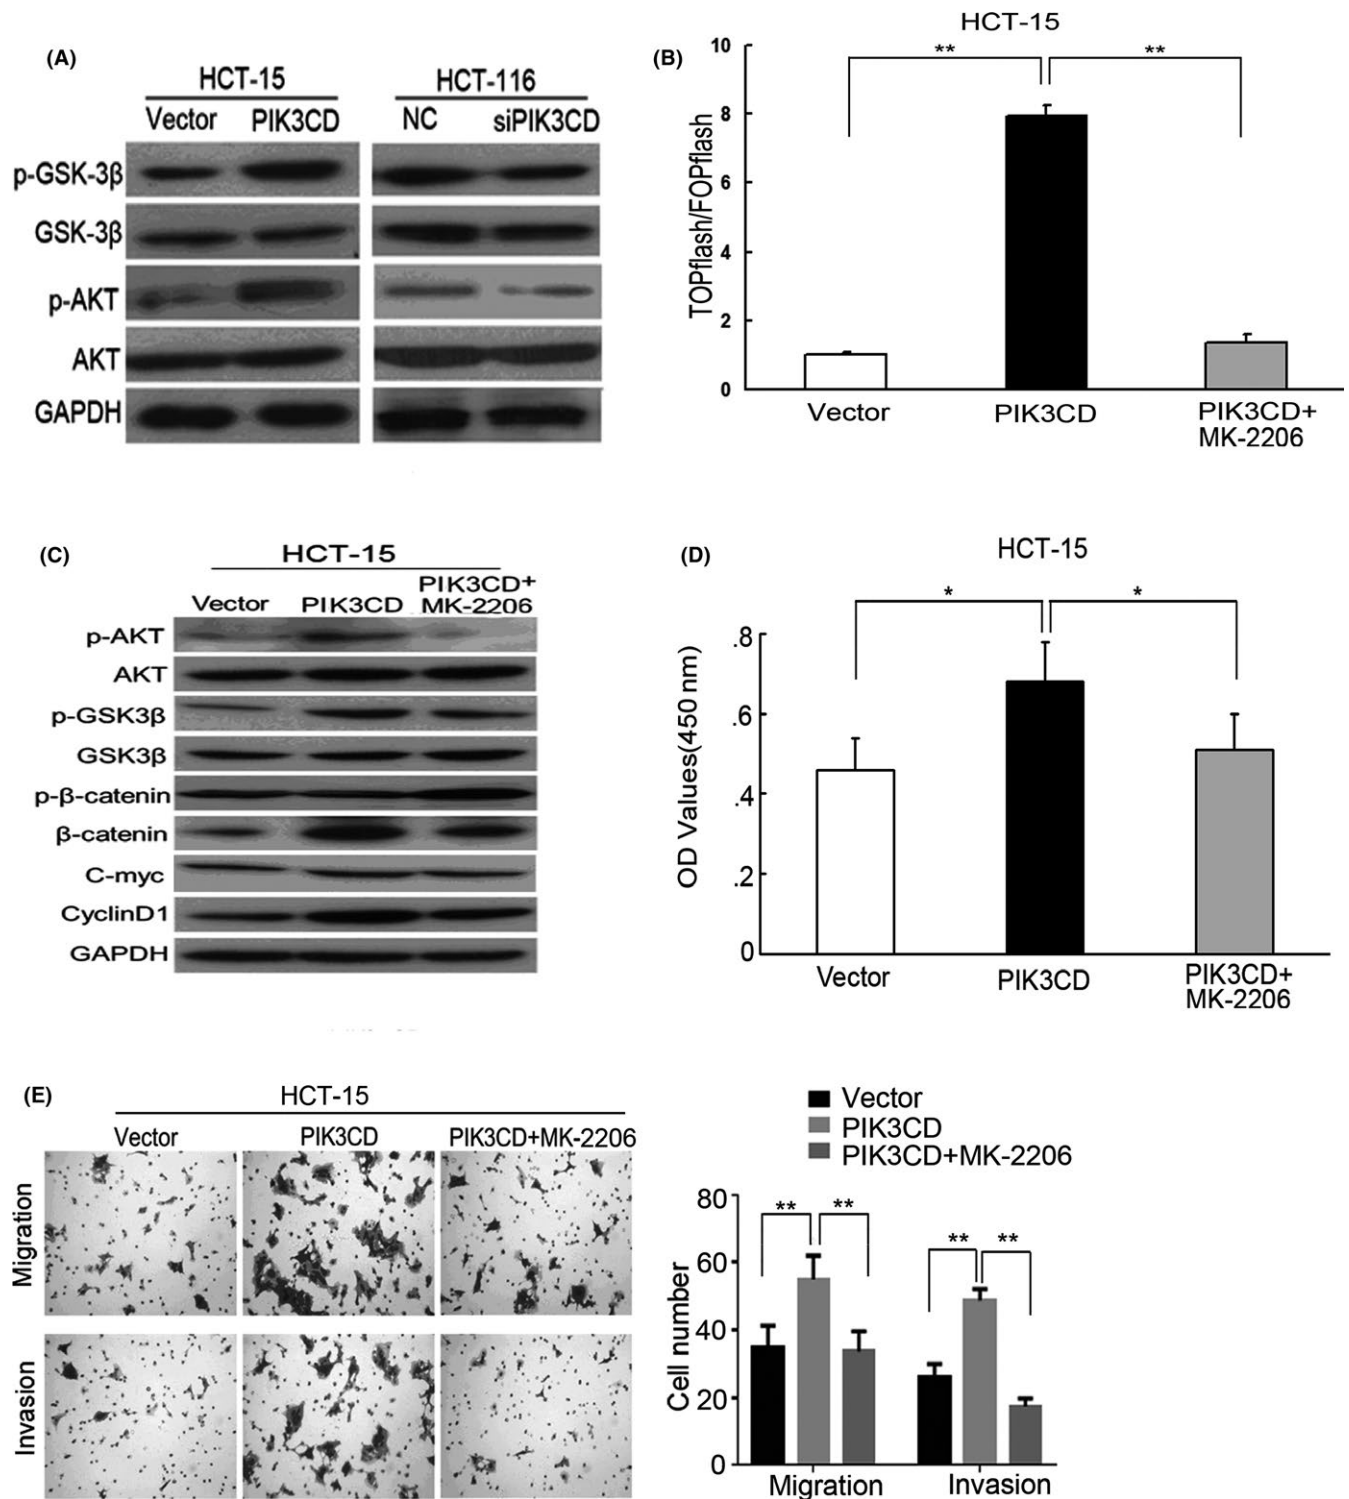 (A)
HCT-15
HCT-116
Vector
PIK3CD
NC
siPIK3CD
p-GSK-3β
GSK-3β
p-AKT
AKT
GAPDH
(B)
HCT-15
**
**
TOPflash/FOPflash
10
8
6
4
2
0
Vector
PIK3CD
PIK3CD+
MK-2206
(C)
HCT-15
Vector
PIK3CD
PIK3CD+
MK-2206
p-AKT
AKT
p-GSK3β
GSK3β
p-β-catenin
β-catenin
C-myc
CyclinD1
GAPDH
(D)
HCT-15
*
*
OD Values(450 nm)
.8
.6
.4
.2
0
Vector
PIK3CD
PIK3CD+
MK-2206
(E)
HCT-15
Vector
PIK3CD
PIK3CD+MK-2206
Migration
Invasion
Vector
PIK3CD
PIK3CD+MK-2206
Cell number
80
60
40
20
0
**
**
**
**
Migration
Invasion